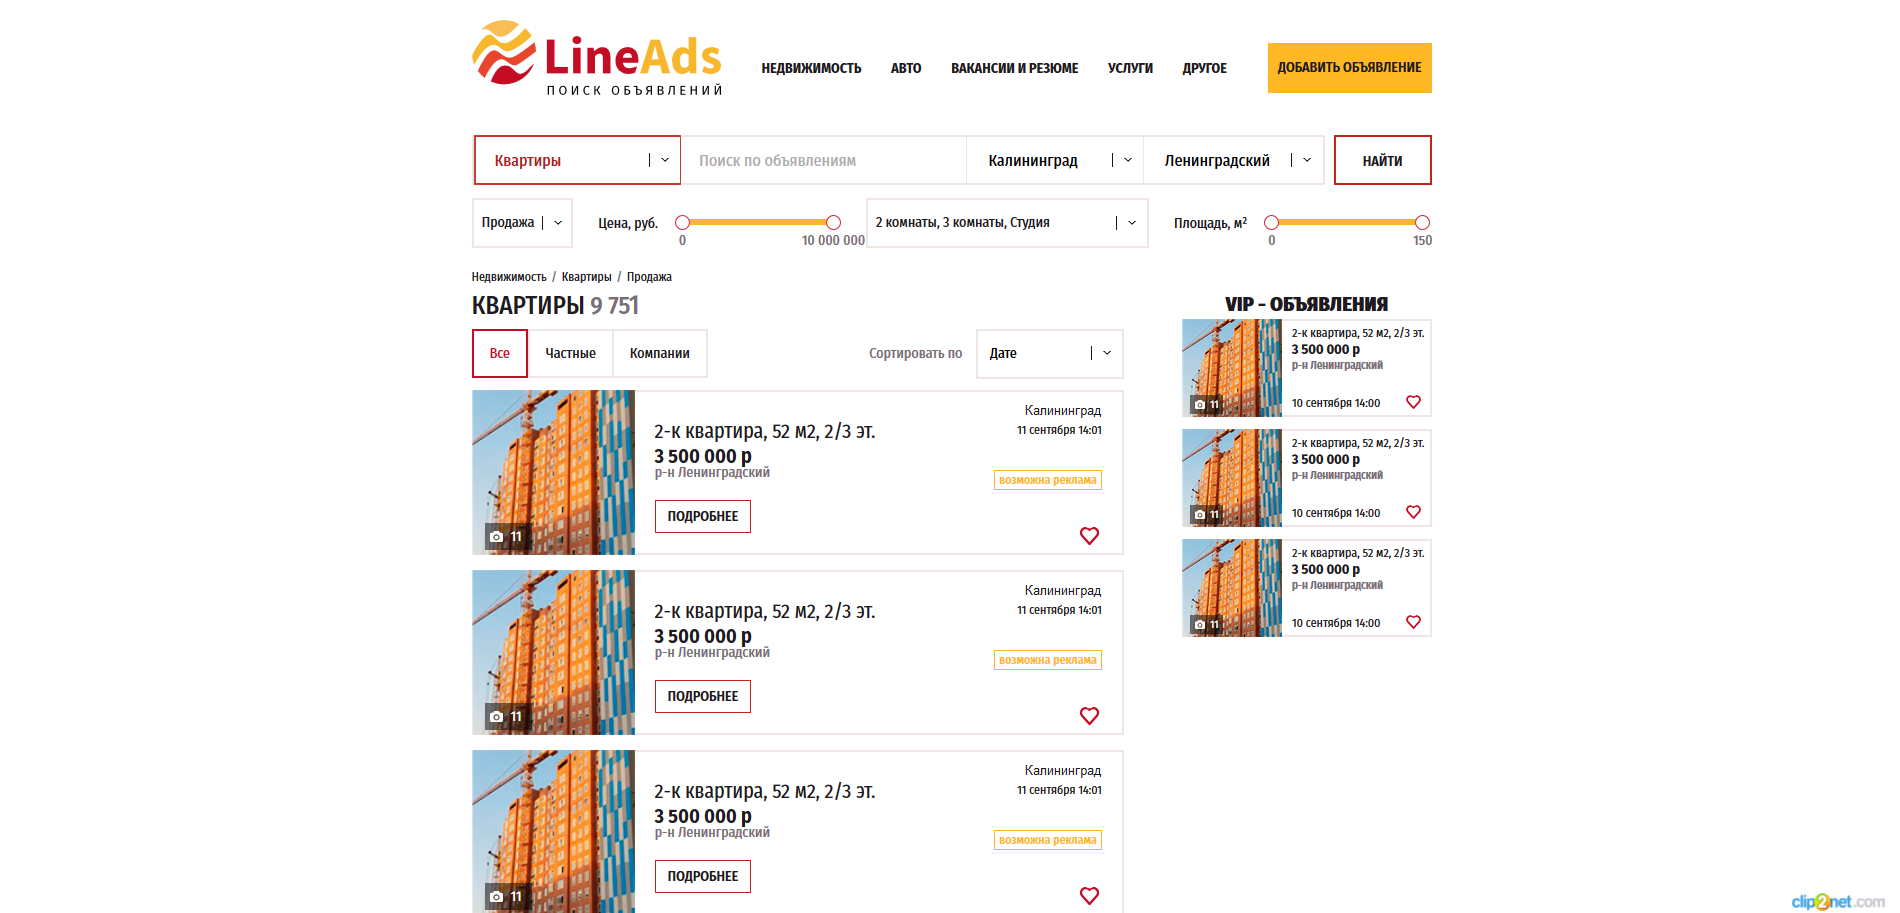 LineAds
ПОИСК ОБЪЯВЛЕНИЙ
НЕДВИЖИМОСТЬ АВТО ВАКАНСИИ И РЕЗЮМЕ УСЛУГИ ДРУГОЕ
ДОБАВИТЬ ОБЪЯВЛЕНИЕ
Квартиры Поиск по объявлениям Калининград Ленинградский НАЙТИ
Продажа Цена, руб. 0 10 000 000 2 комнаты, 3 комнаты, Студия Площадь, м² 0 150
Недвижимость / Квартиры / Продажа
КВАРТИРЫ 9 751
Все Частные Компании Сортировать по Дате
2-к квартира, 52 м2, 2/3 эт.
3 500 000 р
р-н Ленинградский
ПОДРОБНЕЕ
11
Калининград
11 сентября 14:01
возможна реклама
2-к квартира, 52 м2, 2/3 эт.
3 500 000 р
р-н Ленинградский
ПОДРОБНЕЕ
11
Калининград
11 сентября 14:01
возможна реклама
2-к квартира, 52 м2, 2/3 эт.
3 500 000 р
р-н Ленинградский
ПОДРОБНЕЕ
11
Калининград
11 сентября 14:01
возможна реклама
VIP - ОБЪЯВЛЕНИЯ
2-к квартира, 52 м2, 2/3 эт.
3 500 000 р
р-н Ленинградский
11
10 сентября 14:00
2-к квартира, 52 м2, 2/3 эт.
3 500 000 р
р-н Ленинградский
11
10 сентября 14:00
2-к квартира, 52 м2, 2/3 эт.
3 500 000 р
р-н Ленинградский
11
10 сентября 14:00
clip2net.com